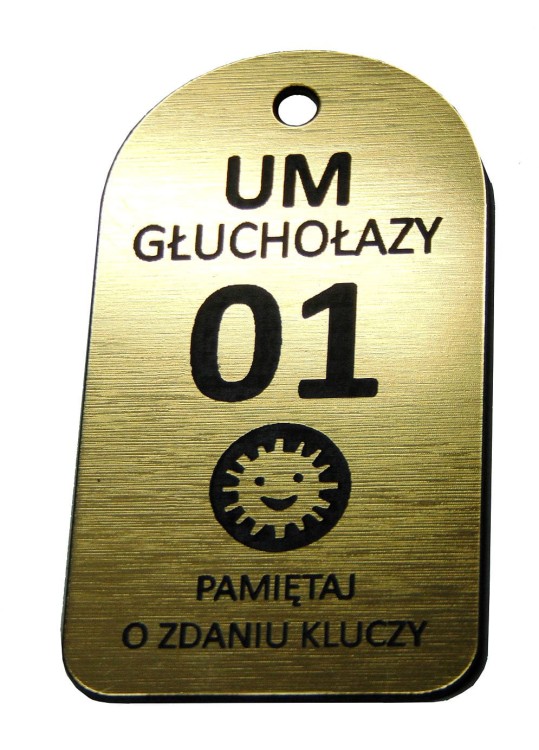 UM
GŁUCHOŁAZY
01
PAMIĘTAJ
O ZDANIU KLUCZY